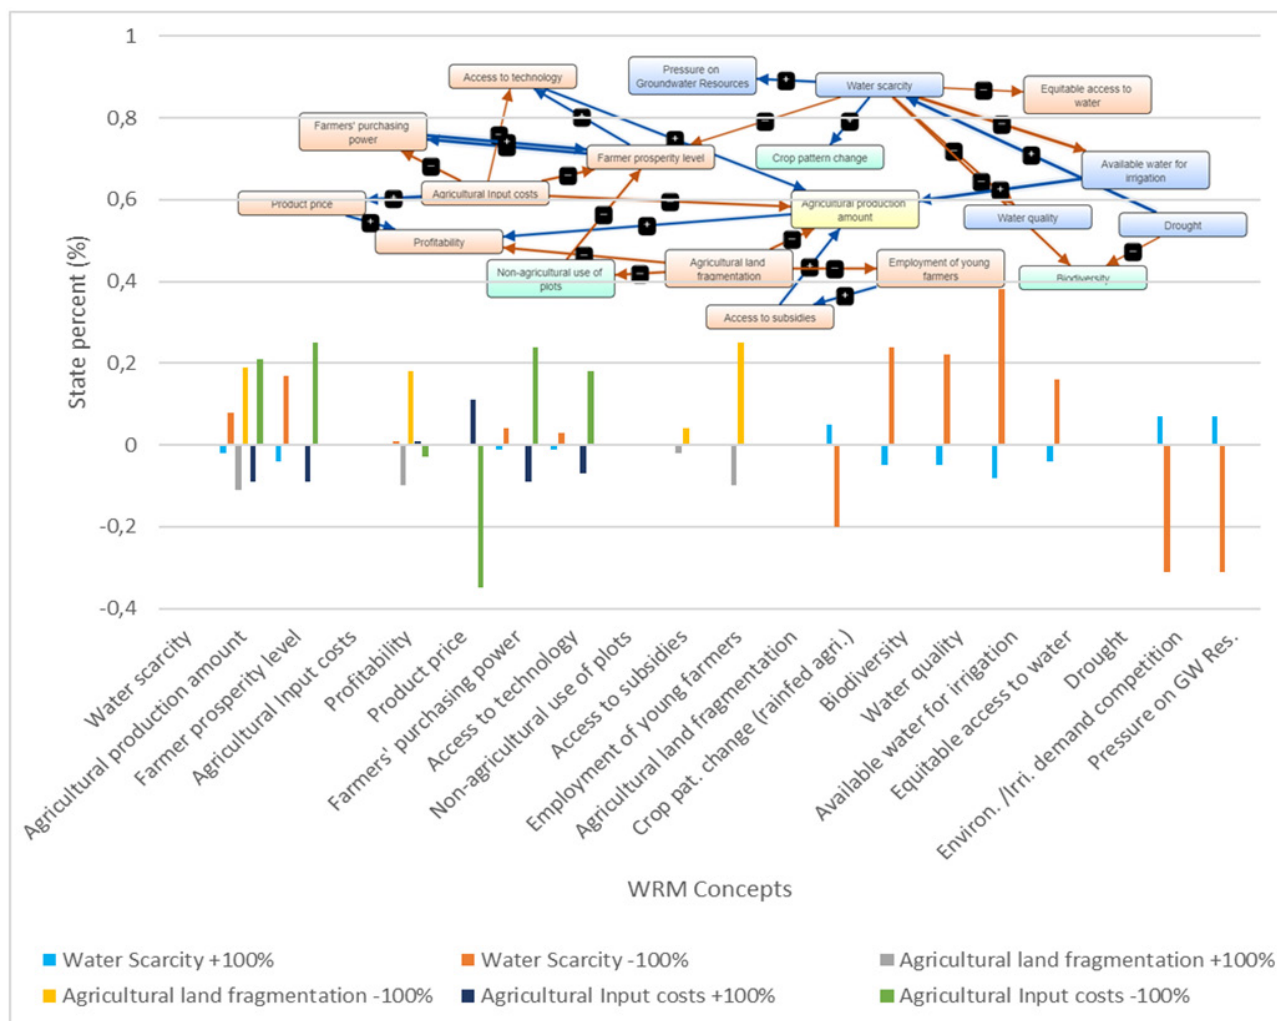 1
0,8
0,6
0,4
0,2
0
-0,2
-0,4
State percent (%)
Access to technology
Pressure on
Groundwater Resources
Water scarcity
Equitable access to
water
Farmers' purchasing
power
Farmer prosperity level
Crop pattern change
Available water for
irrigation
Product price
Agricultural Input costs
Agricultural production
amount
Water quality
Drought
Profitability
Non-agricultural use of
plots
Agricultural land
fragmentation
Employment of young
farmers
Biodiversity
Access to subsidies
Water scarcity
Agricultural production amount
Farmer prosperity level
Agricultural Input costs
Profitability
Product price
Farmers' purchasing power
Access to technology
Non-agricultural use of plots
Access to subsidies
Employment of young farmers
Agricultural land fragmentation
Crop pat. change (rainfed agri.)
Biodiversity
Water quality
Available water for irrigation
Equitable access to water
Drought
Environ. /Irri. demand competition
Pressure on GW Res.
WRM Concepts
Water Scarcity +100%
Water Scarcity -100%
Agricultural land fragmentation +100%
Agricultural land fragmentation -100%
Agricultural Input costs +100%
Agricultural Input costs -100%